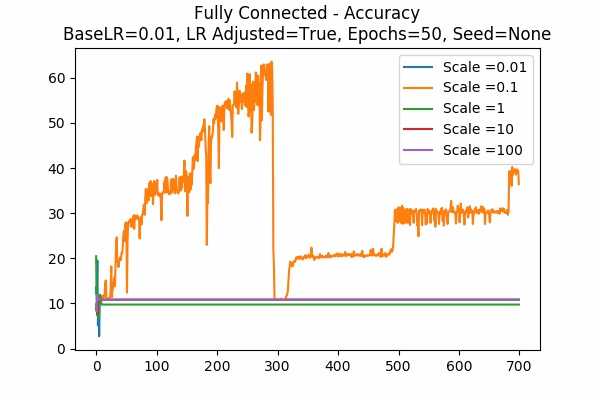 Fully Connected - Accuracy
BaseLR=0.01, LR Adjusted=True, Epochs=50, Seed=None
Scale =0.01
Scale =0.1
Scale =1
Scale =10
Scale =100
60
50
40
30
20
10
0
0 100 200 300 400 500 600 700